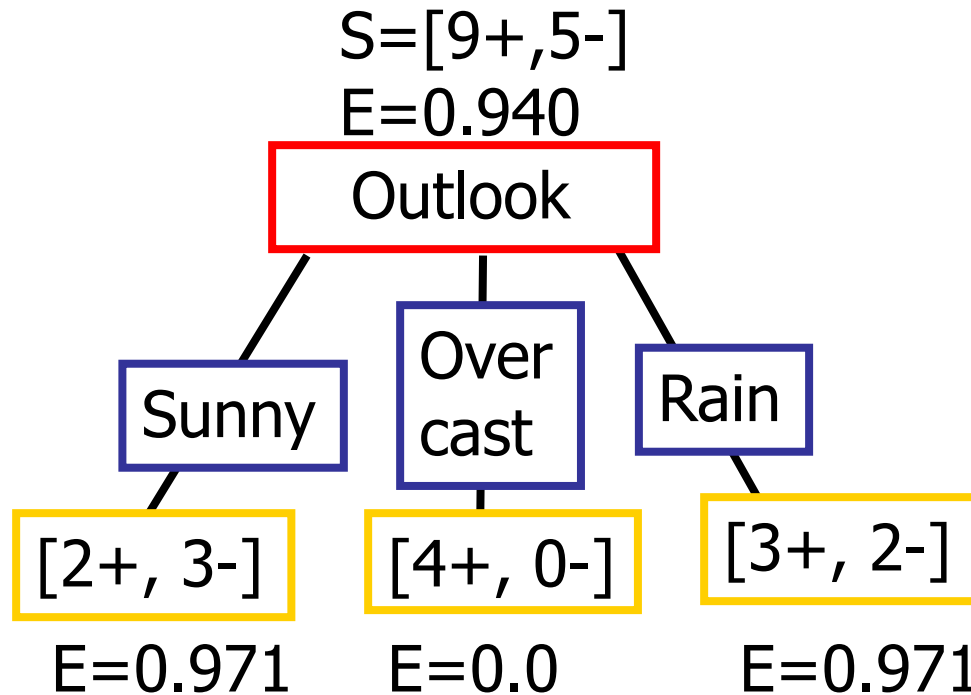 S=[9+,5-]
E=0.940
Outlook
Sunny
Over
cast
Rain
[2+, 3-]
[4+, 0-]
[3+, 2-]
E=0.971
E=0.0
E=0.971